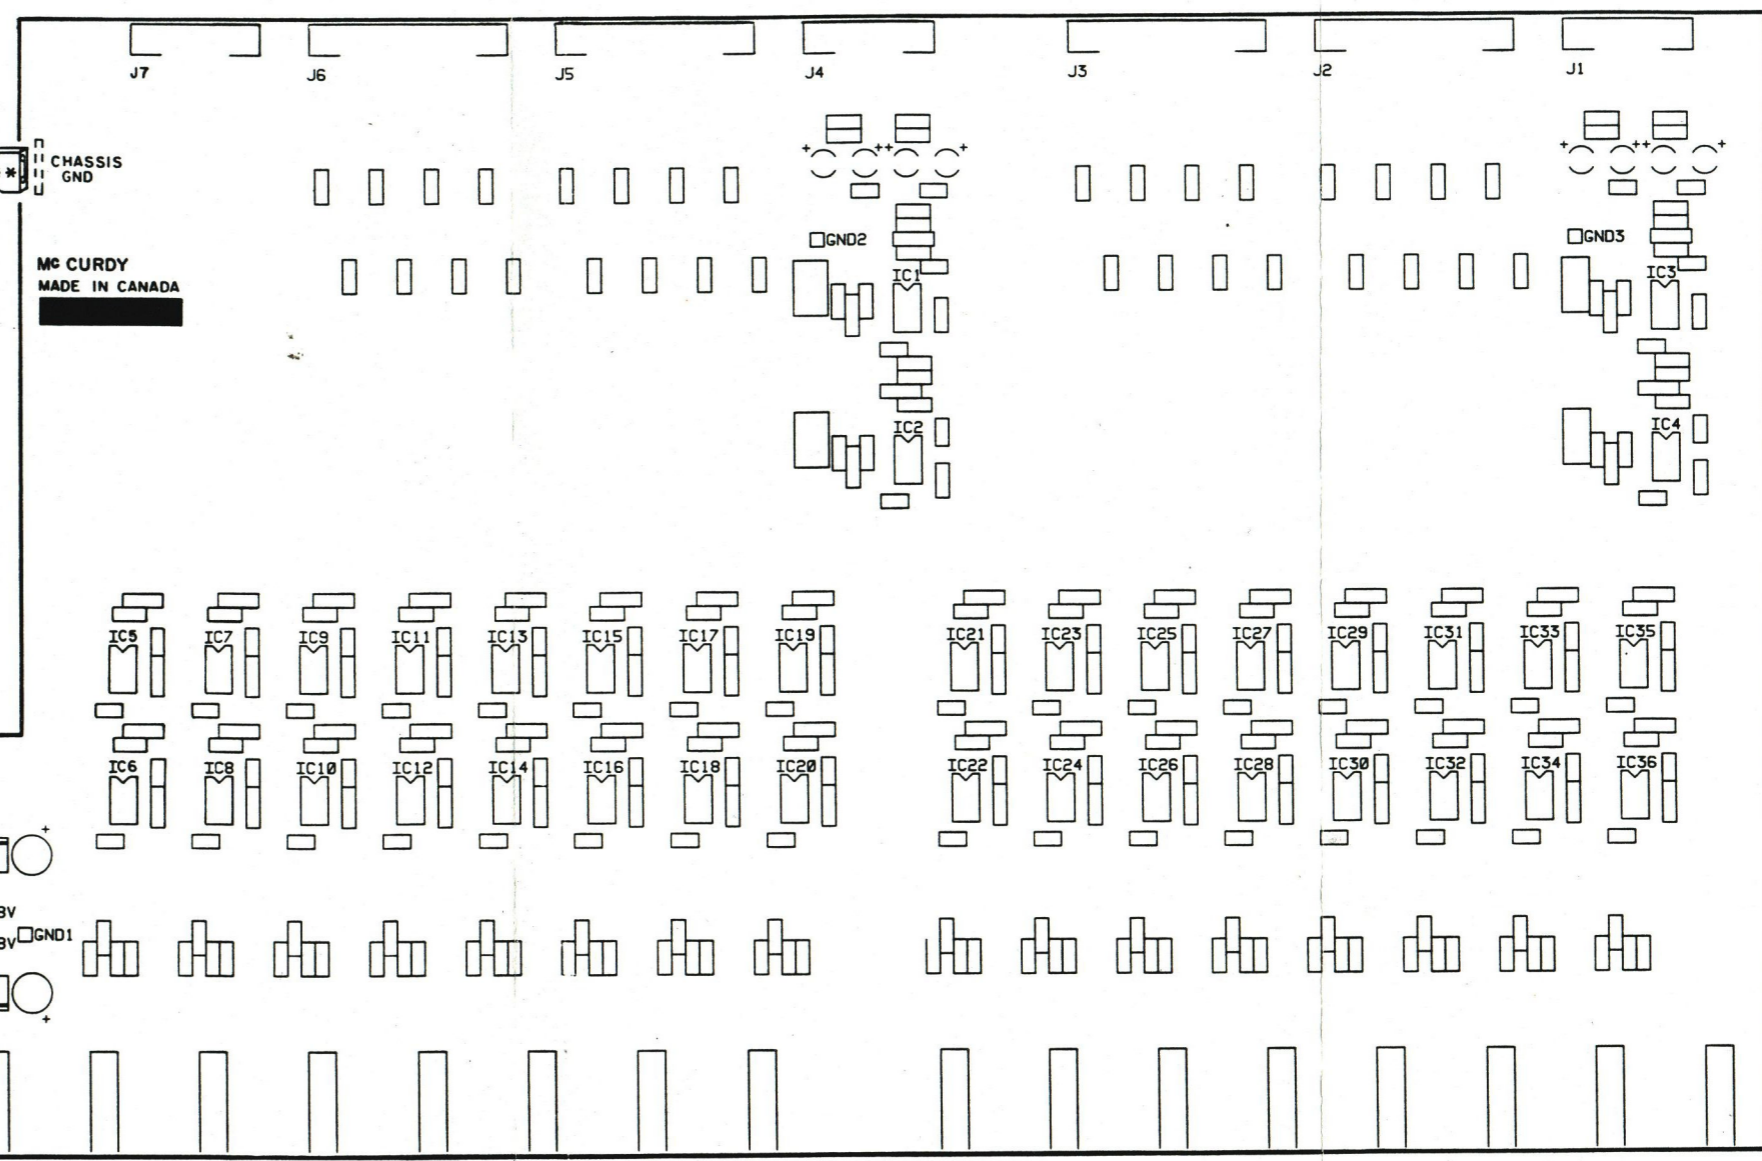 J7 J6 J5 J4 J3 J2 J1
CHASSIS
GND
*
+ ++ + + ++ +
GND2 GND3
Mc CURDY
MADE IN CANADA
IC1 IC3
IC2 IC4
IC5 IC7 IC9 IC11 IC13 IC15 IC17 IC19 IC21 IC23 IC25 IC27 IC29 IC31 IC33 IC35
IC6 IC8 IC10 IC12 IC14 IC16 IC18 IC20 IC22 IC24 IC26 IC28 IC30 IC32 IC34 IC36
+
GND1
+